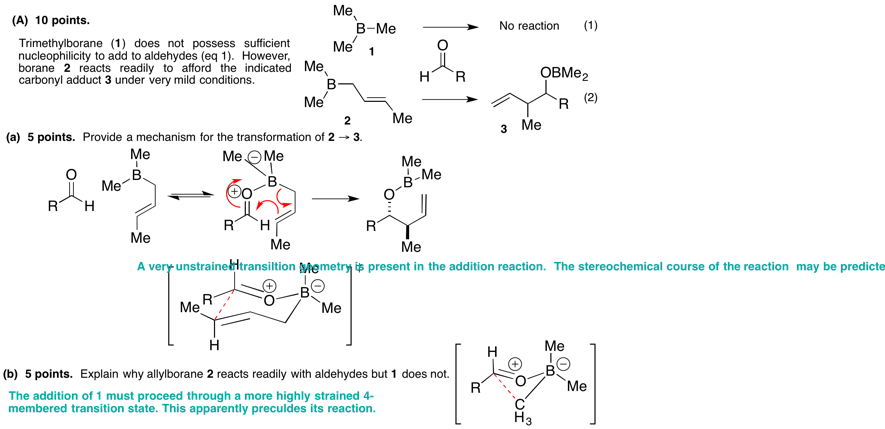 (A) 10 points.
Trimethylborane (1) does not possess sufficient
nucleophilicity to add to aldehydes (eq 1). However,
borane 2 reacts readily to afford the indicated
carbonyl adduct 3 under very mild conditions.
Me
B Me
Me
1
No reaction (1)
O
H R
Me
B
Me
Me
2
OBMe2
R
Me
3
(2)
(a) 5 points. Provide a mechanism for the transformation of 2 → 3.
O
R H
Me
Me B
Me
Me − Me
B
+ O
R H
Me
Me
B Me
O
R
Me
A very unstrained transiltion geometry is present in the addition reaction. The stereochemical course of the reaction may be predicte
H
Me
R + O B −
Me
Me
H
‡
(b) 5 points. Explain why allylborane 2 reacts readily with aldehydes but 1 does not.
The addition of 1 must proceed through a more highly strained 4-
membered transition state. This apparently preculdes its reaction.
H
Me
+ B −
R O
Me
C
H3